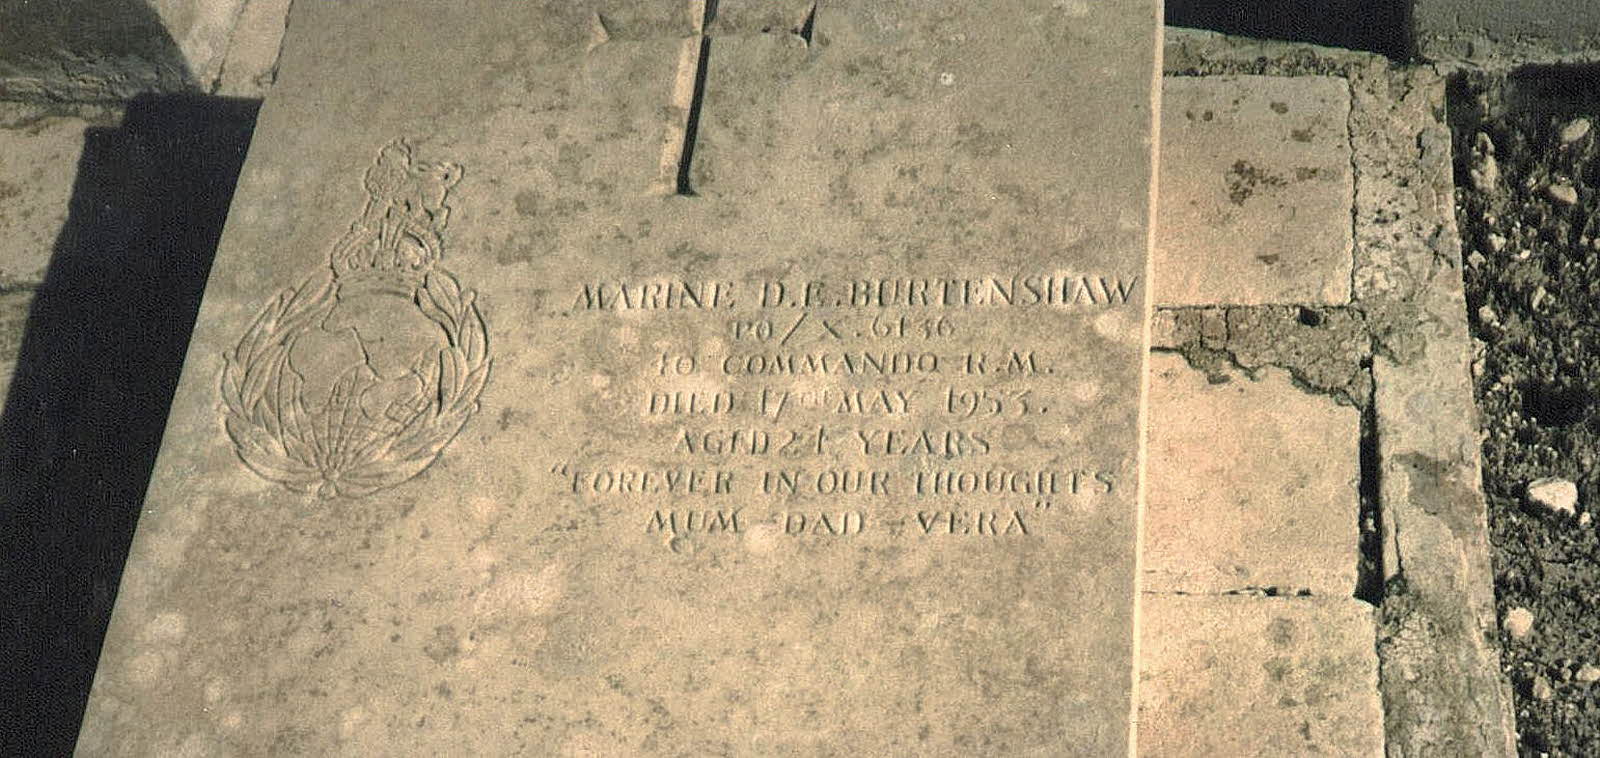 MARINE D.E. BURTENSHAW
PO/X.6136
40 COMMANDO R.M.
DIED 17TH MAY 1953.
AGED 21 YEARS
"FOREVER IN OUR THOUGHTS
MUM - DAD - VERA"